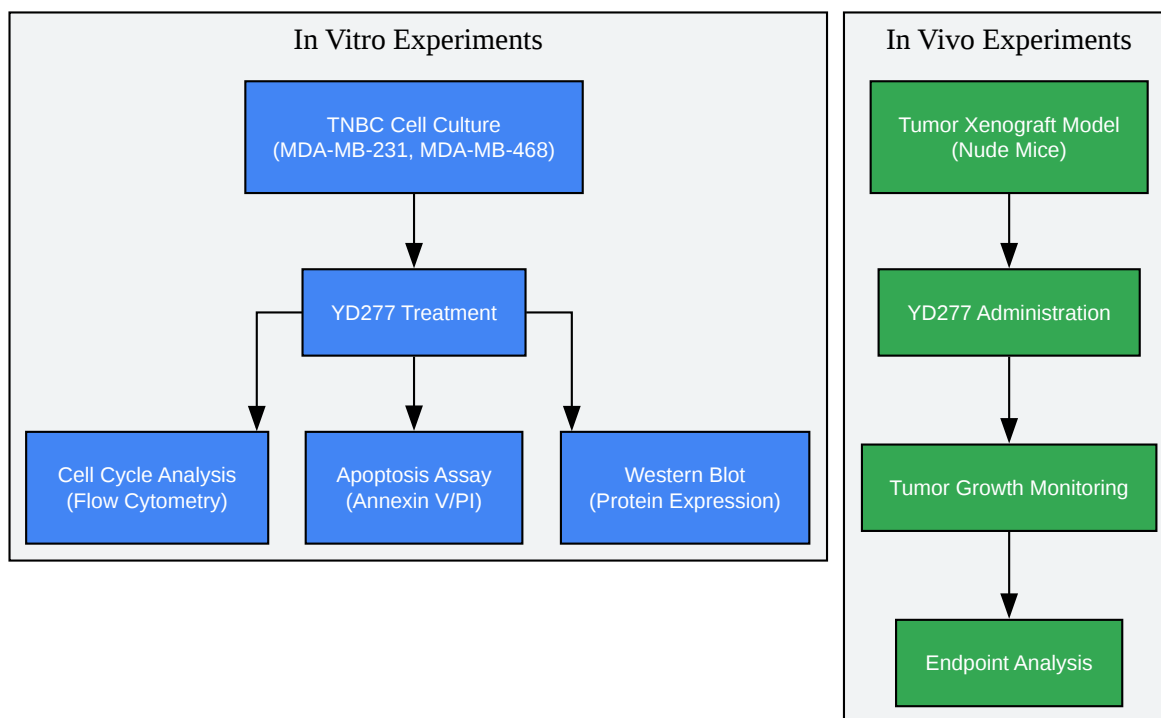 In Vitro Experiments
TNBC Cell Culture
(MDA-MB-231, MDA-MB-468)
YD277 Treatment
Cell Cycle Analysis
(Flow Cytometry)
Apoptosis Assay
(Annexin V/PI)
Western Blot
(Protein Expression)
In Vivo Experiments
Tumor Xenograft Model
(Nude Mice)
YD277 Administration
Tumor Growth Monitoring
Endpoint Analysis